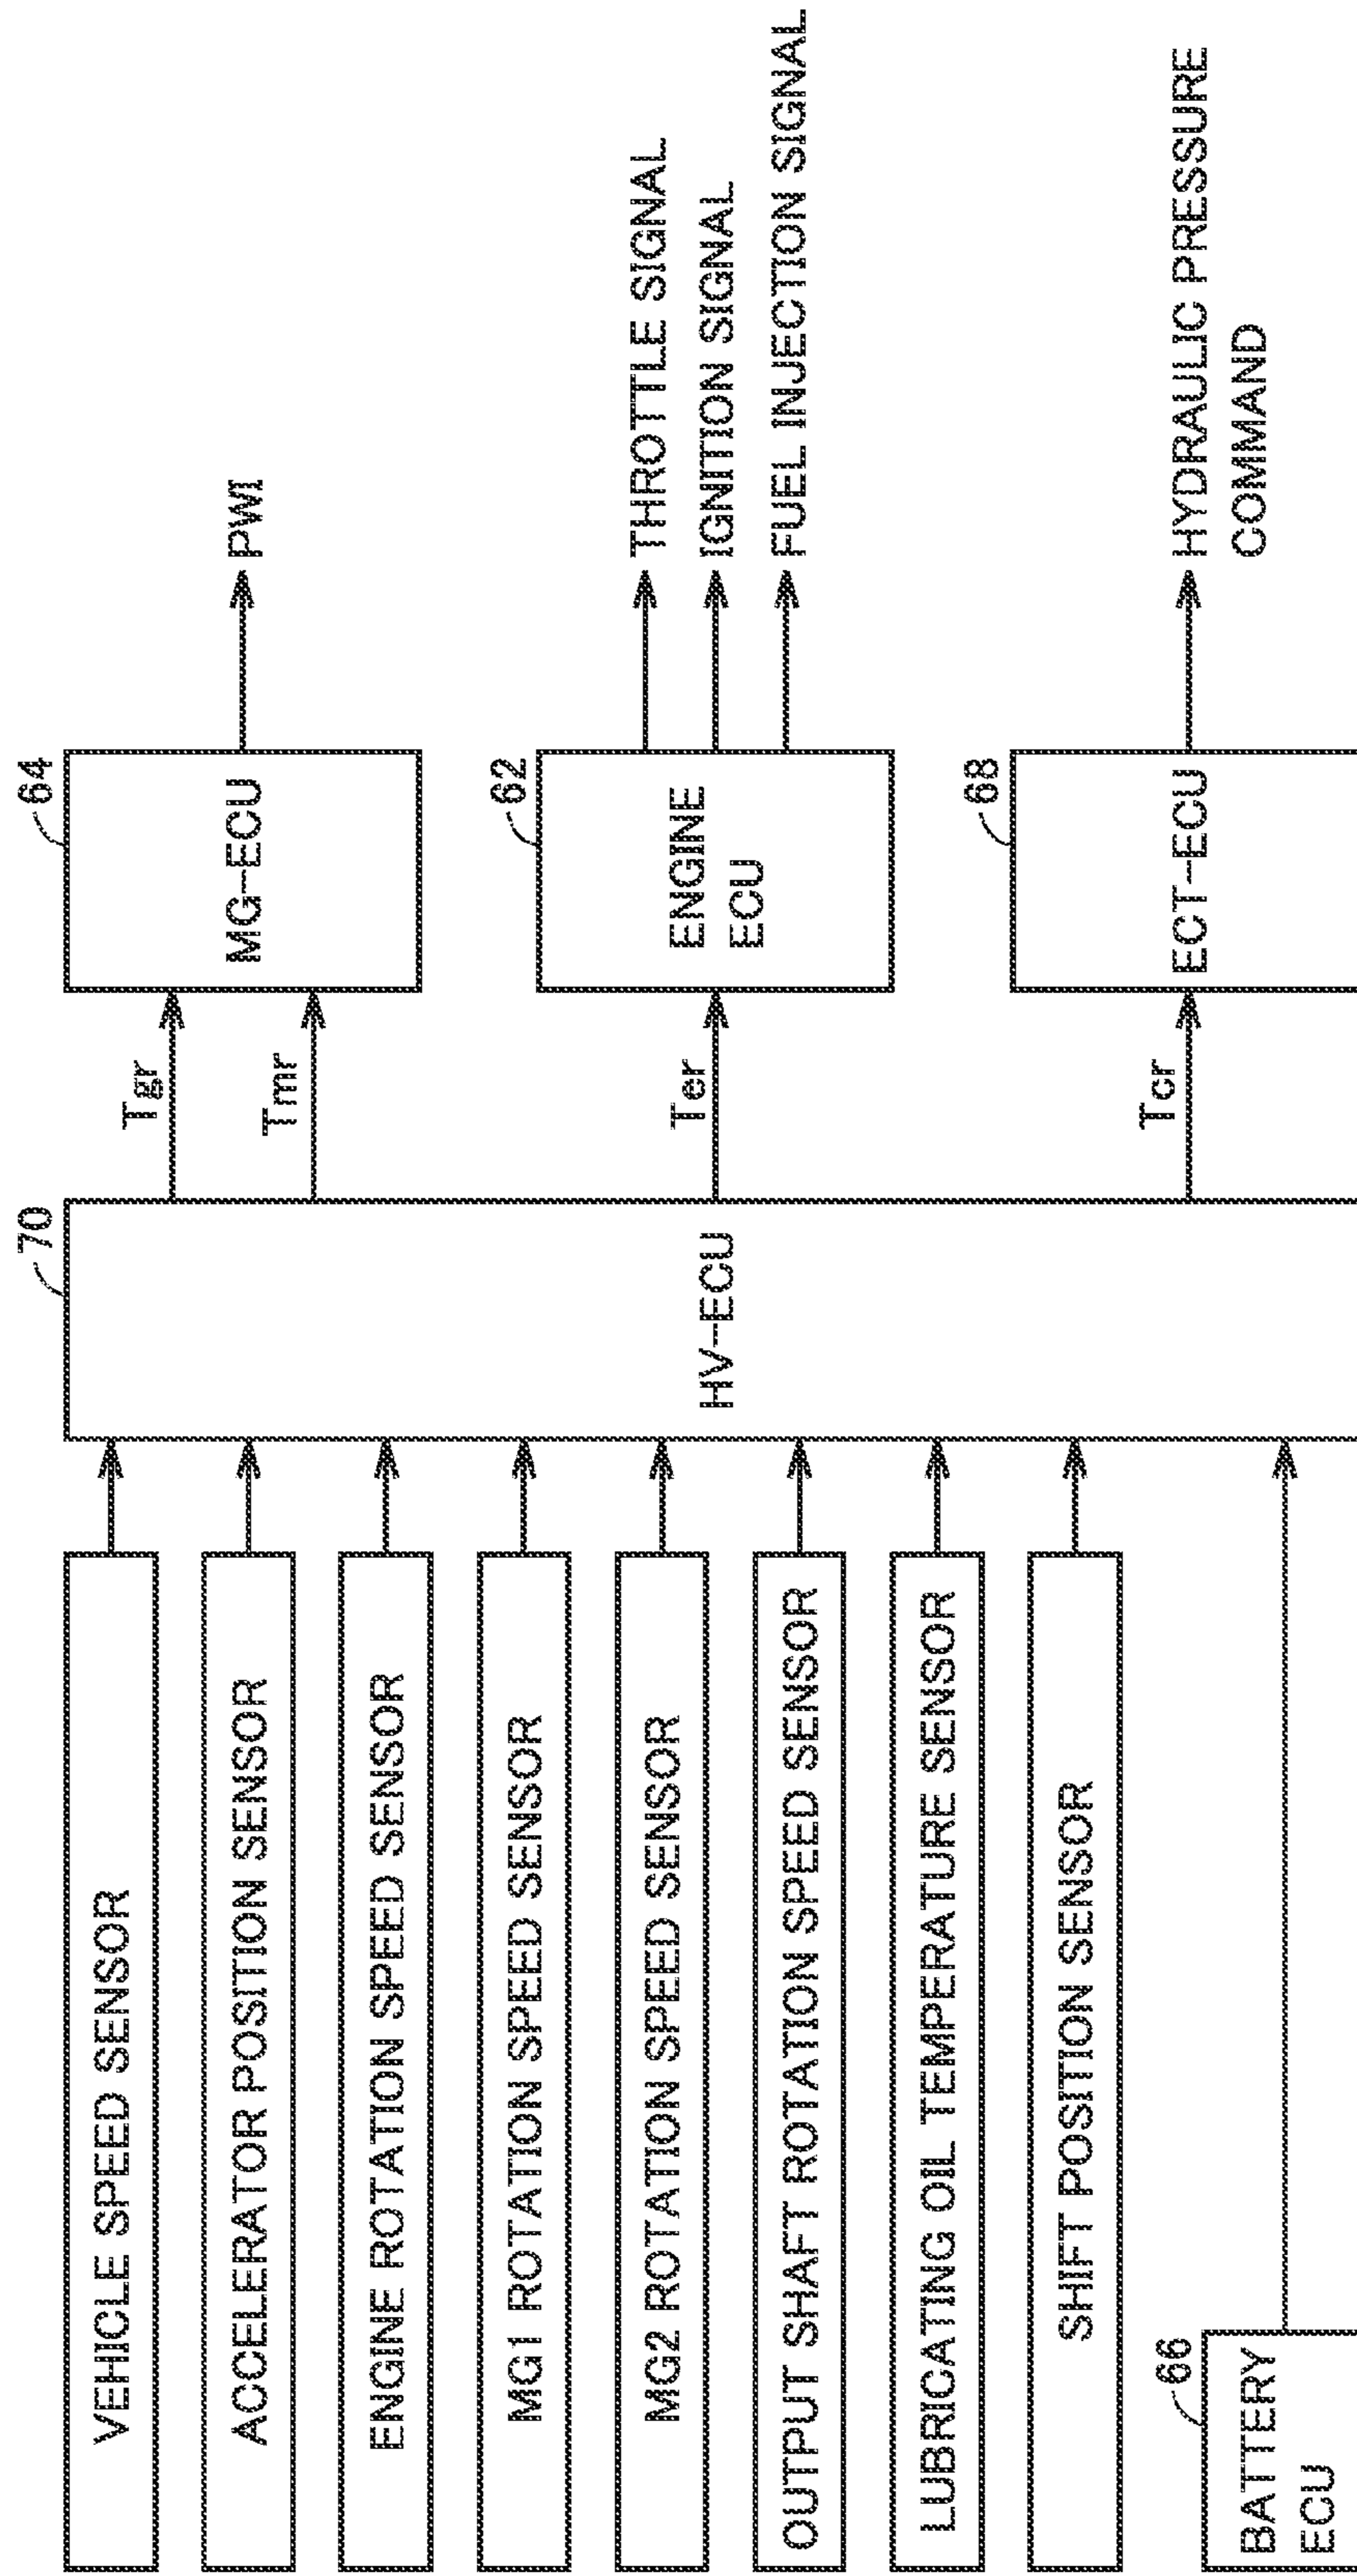 VEHICLE SPEED SENSOR
ACCELERATOR POSITION SENSOR
ENGINE ROTATION SPEED SENSOR
MG1 ROTATION SPEED SENSOR
MG2 ROTATION SPEED SENSOR
OUTPUT SHAFT ROTATION SPEED SENSOR
LUBRICATING OIL TEMPERATURE SENSOR
SHIFT POSITION SENSOR
66
BATTERY
ECU
70
HV-ECU
Tgr
Tmr
Ter
Tcr
64
MG-ECU
62
ENGINE
ECU
68
ECT-ECU
PWI
THROTTLE SIGNAL
IGNITION SIGNAL
FUEL INJECTION SIGNAL
HYDRAULIC PRESSURE
COMMAND